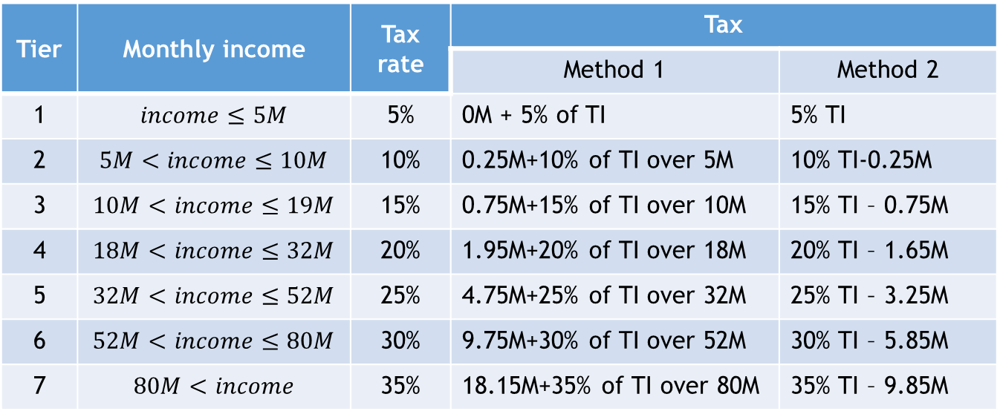 Tier Monthly income Tax rate Tax
Method 1 Method 2
1 income ≤ 5M 5% 0M + 5% of TI 5% TI
2 5M < income ≤ 10M 10% 0.25M+10% of TI over 5M 10% TI-0.25M
3 10M < income ≤ 19M 15% 0.75M+15% of TI over 10M 15% TI – 0.75M
4 18M < income ≤ 32M 20% 1.95M+20% of TI over 18M 20% TI – 1.65M
5 32M < income ≤ 52M 25% 4.75M+25% of TI over 32M 25% TI – 3.25M
6 52M < income ≤ 80M 30% 9.75M+30% of TI over 52M 30% TI – 5.85M
7 80M < income 35% 18.15M+35% of TI over 80M 35% TI – 9.85M